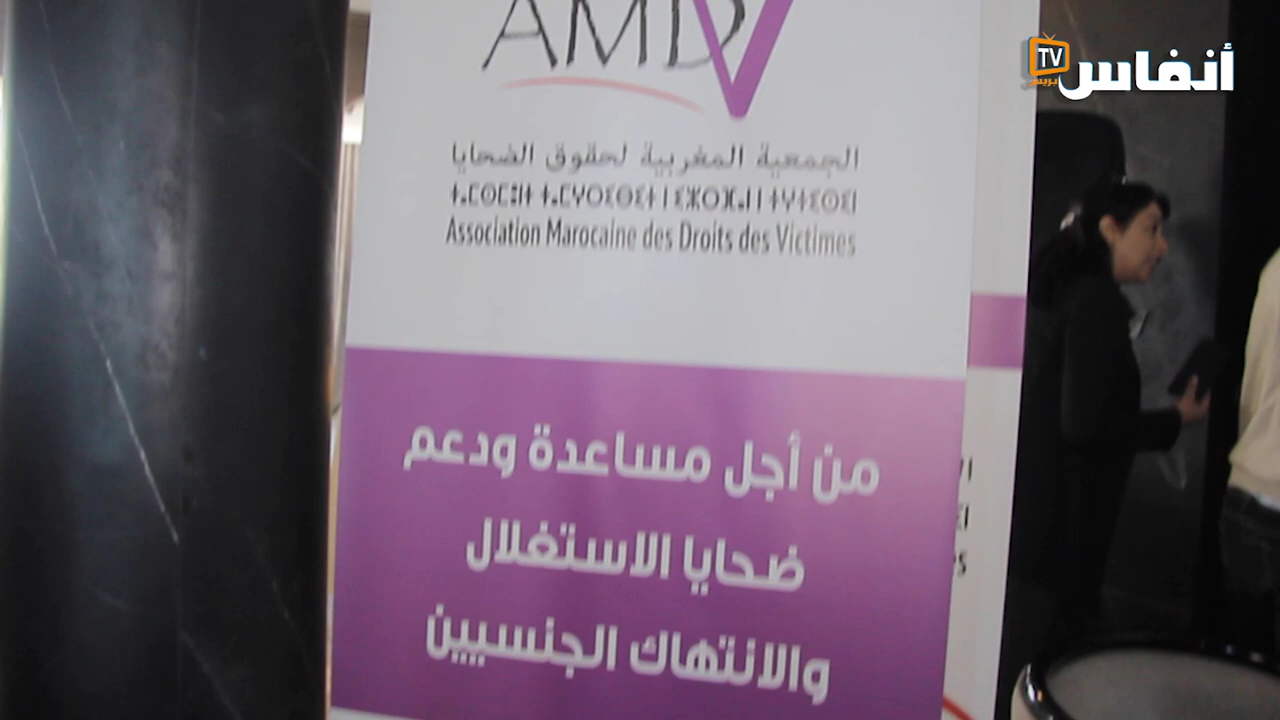 AMDV
TV
أنفاس
بريس
الجمعية المغربية لحقوق الضحايا
Association Marocaine des Droits des Victimes
من أجل مساعدة ودعم
ضحايا الاستغلال
والانتهاك الجنسيين